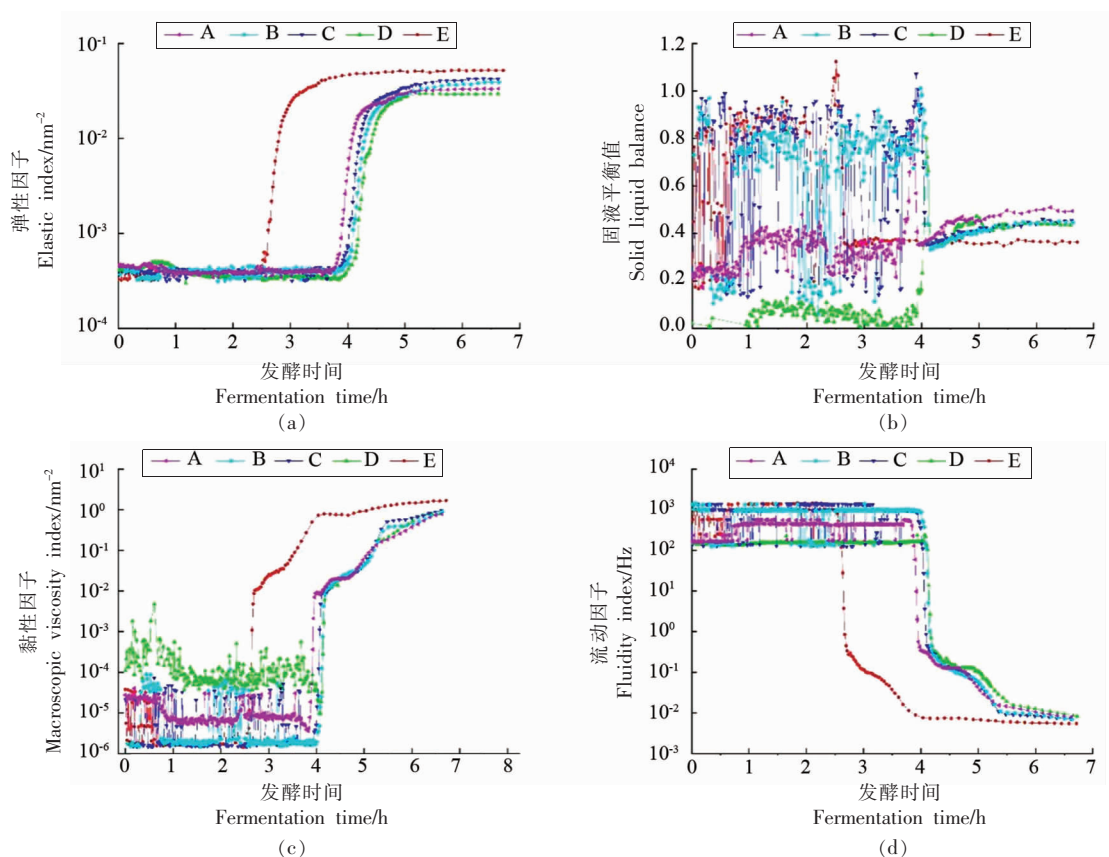 A B C D E
10-1
10-2
10-3
10-4
弹性因子
Elastic index/nm-2
0 1 2 3 4 5 6 7
发酵时间
Fermentation time/h
(a)
A B C D E
1.2
1.0
0.8
0.6
0.4
0.2
0.0
固液平衡值
Solid liquid balance
0 1 2 3 4 5 6 7
发酵时间
Fermentation time/h
(b)
A B C D E
101
100
10-1
10-2
10-3
10-4
10-5
10-6
黏性因子
Macroscopic viscosity index/nm-2
0 1 2 3 4 5 6 7 8
发酵时间
Fermentation time/h
(c)
A B C D E
104
103
102
101
100
10-1
10-2
10-3
流动因子
Fluidity index/Hz
0 1 2 3 4 5 6 7
发酵时间
Fermentation time/h
(d)